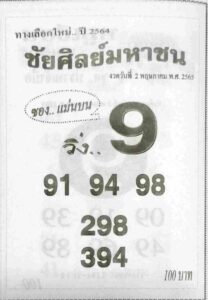 ทางเลือกใหม่.. ปี 2564
ชัยศิลย์มหาชน
งวดวันที่ 2 พฤษภาคม พ.ศ. 2565
ซอง.. แม่นบน
วิ่ง.. 9
91 94 98
298
394
100 บาท